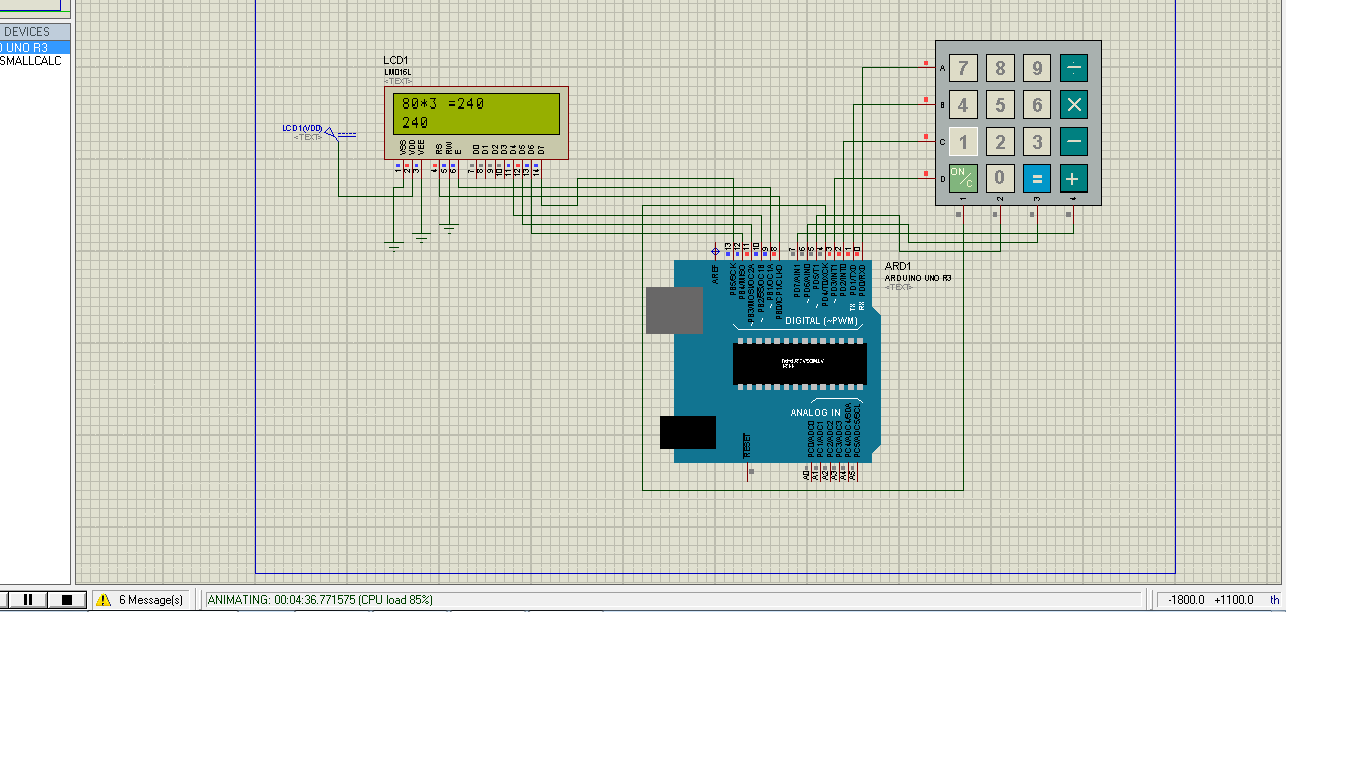 DEVICES
UNO R3
SMALLCALC
LCD1
LM016L
<TEXT>
80*3 =240
240
LCD1(VDD)
<TEXT>
VSS VDD VEE RS RW E D0 D1 D2 D3 D4 D5 D6 D7
1 2 3 4 5 6 7 8 9 10 11 12 13 14
A 7 8 9 ÷
B 4 5 6 ×
C 1 2 3 −
D ON/C 0 = +
1 2 3 4
13 12 11 10 9 8 7 6 5 4 3 2 1 0
AREF
PB5/SCK
PB4/MISO
PB3/MOSI/OC2A
PB2/SS/OC1B
PB1/OC1A
PB0/ICP1/CLKO
PD7/AIN1
PD6/AIN0
PD5/T1
PD4/T0/XCK
PD3/INT1
PD2/INT0
PD1/TXD
PD0/RXD
TX
RX
ARD1
ARDUINO UNO R3
<TEXT>
DIGITAL (~PWM)
ANALOG IN
RESET
PC0/ADC0
PC1/ADC1
PC2/ADC2
PC3/ADC3
PC4/ADC4/SDA
PC5/ADC5/SCL
A0 A1 A2 A3 A4 A5
6 Message(s)
ANIMATING: 00:04:36.771575 (CPU load 85%)
-1800.0 +1100.0 th